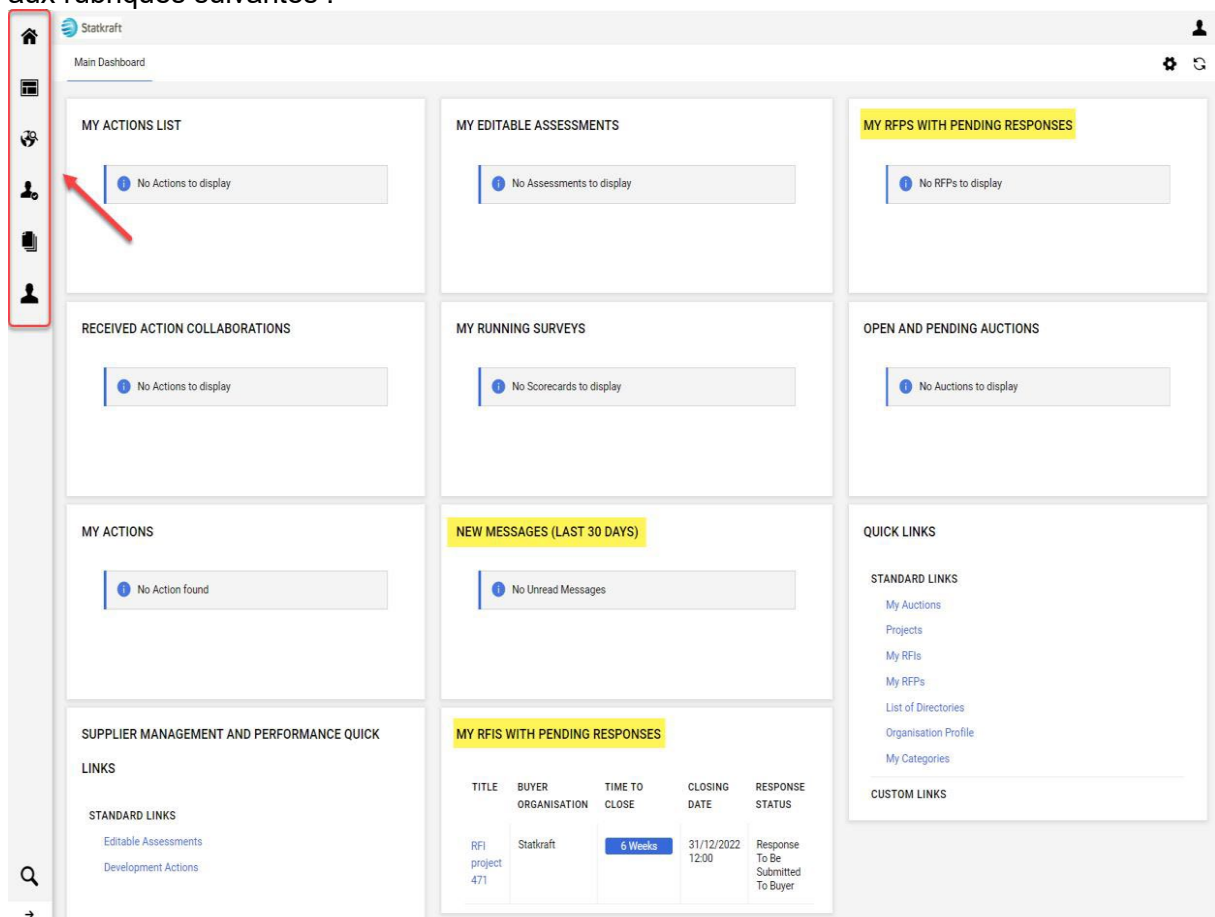 aux rubriques suivantes :
Statkraft
Main Dashboard
MY ACTIONS LIST
No Actions to display
MY EDITABLE ASSESSMENTS
No Assessments to display
MY RFPS WITH PENDING RESPONSES
No RFPs to display
RECEIVED ACTION COLLABORATIONS
No Actions to display
MY RUNNING SURVEYS
No Scorecards to display
OPEN AND PENDING AUCTIONS
No Auctions to display
MY ACTIONS
No Action found
NEW MESSAGES (LAST 30 DAYS)
No Unread Messages
QUICK LINKS
STANDARD LINKS
My Auctions
Projects
My RFIs
My RFPs
List of Directories
Organisation Profile
My Categories
CUSTOM LINKS
SUPPLIER MANAGEMENT AND PERFORMANCE QUICK
LINKS
STANDARD LINKS
Editable Assessments
Development Actions
MY RFIS WITH PENDING RESPONSES
TITLE BUYER TIME TO CLOSING RESPONSE
ORGANISATION CLOSE DATE STATUS
RFI Statkraft 6 Weeks 31/12/2022 Response
project 12:00 To Be
471 Submitted
To Buyer